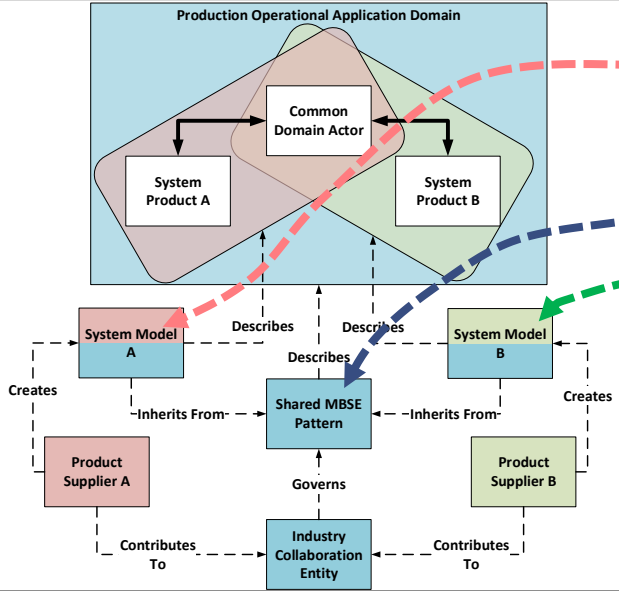 Production Operational Application Domain
Common
Domain Actor
System
Product A
System
Product B
System Model
A
Describes
Describes
System Model
B
Describes
Creates
Inherits From
Shared MBSE
Pattern
Inherits From
Creates
Product
Supplier A
Governs
Product
Supplier B
Contributes
To
Industry
Collaboration
Entity
Contributes
To